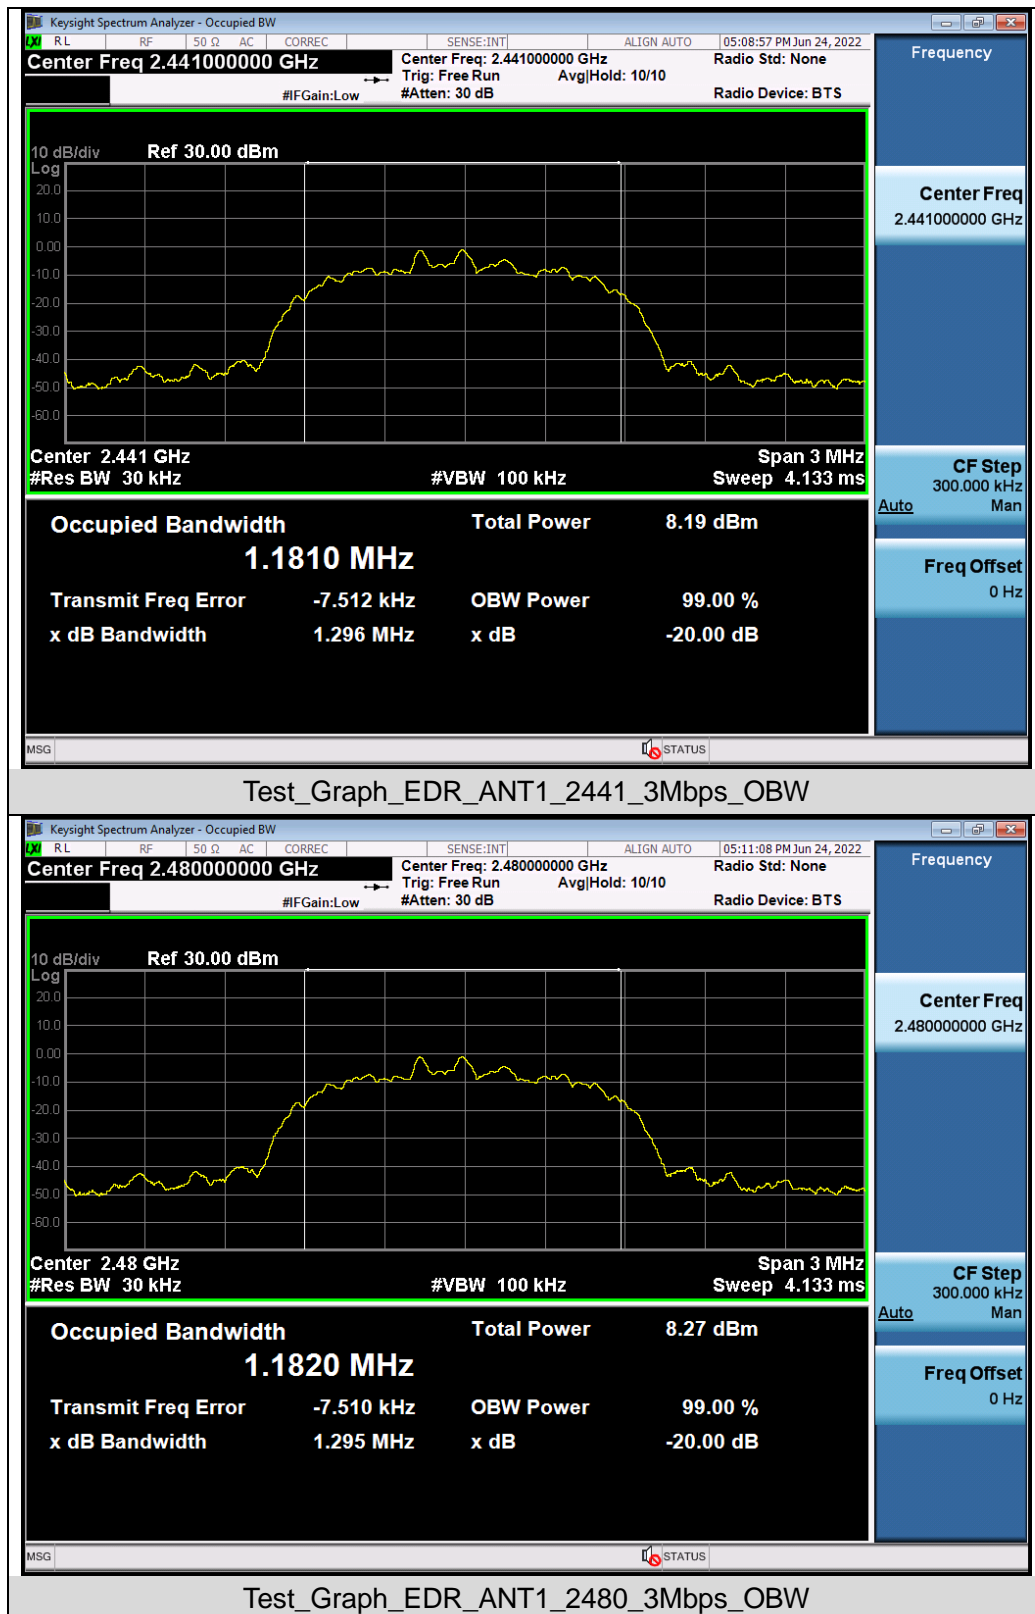 Keysight Spectrum Analyzer - Occupied BW
LXI RL RF 50 Ω AC CORREC SENSE:INT ALIGN AUTO 05:08:57 PM Jun 24, 2022
Center Freq 2.441000000 GHz
Center Freq: 2.441000000 GHz
Radio Std: None
Trig: Free Run Avg|Hold: 10/10
#IFGain:Low
#Atten: 30 dB
Radio Device: BTS
Frequency
10 dB/div Ref 30.00 dBm
Log
20.0
10.0
0.00
-10.0
-20.0
-30.0
-40.0
-50.0
-60.0
Center 2.441 GHz Span 3 MHz
#Res BW 30 kHz #VBW 100 kHz Sweep 4.133 ms
Center Freq
2.441000000 GHz
CF Step
300.000 kHz
Auto Man
Freq Offset
0 Hz
Occupied Bandwidth
1.1810 MHz
Total Power 8.19 dBm
Transmit Freq Error -7.512 kHz OBW Power 99.00 %
x dB Bandwidth 1.296 MHz x dB -20.00 dB
MSG STATUS
Test_Graph_EDR_ANT1_2441_3Mbps_OBW
Keysight Spectrum Analyzer - Occupied BW
LXI RL RF 50 Ω AC CORREC SENSE:INT ALIGN AUTO 05:11:08 PM Jun 24, 2022
Center Freq 2.480000000 GHz
Center Freq: 2.480000000 GHz
Radio Std: None
Trig: Free Run Avg|Hold: 10/10
#IFGain:Low
#Atten: 30 dB
Radio Device: BTS
Frequency
10 dB/div Ref 30.00 dBm
Log
20.0
10.0
0.00
-10.0
-20.0
-30.0
-40.0
-50.0
-60.0
Center 2.48 GHz Span 3 MHz
#Res BW 30 kHz #VBW 100 kHz Sweep 4.133 ms
Center Freq
2.480000000 GHz
CF Step
300.000 kHz
Auto Man
Freq Offset
0 Hz
Occupied Bandwidth
1.1820 MHz
Total Power 8.27 dBm
Transmit Freq Error -7.510 kHz OBW Power 99.00 %
x dB Bandwidth 1.295 MHz x dB -20.00 dB
MSG STATUS
Test_Graph_EDR_ANT1_2480_3Mbps_OBW